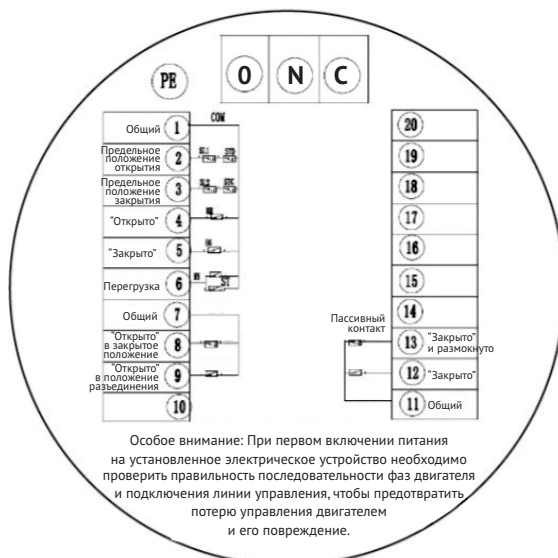 PE
O N C
COM
Общий 1
Предельное
положение
открытия
2
Предельное
положение
закрытия
3
"Открыто" 4
"Закрыто" 5
Перегрузка 6
ST
Общий 7
"Открыто"
в закрытое
положение
8
"Открыто"
в положение
разъединения
9
10
20
19
18
17
16
15
14
Пассивный
контакт
13 "Закрыто"
и размокнуто
12 "Закрыто"
11 Общий
Особое внимание: При первом включении питания
на установленное электрическое устройство необходимо
проверить правильность последовательности фаз двигателя
и подключения линии управления, чтобы предотвратить
потерю управления двигателем
и его повреждение.